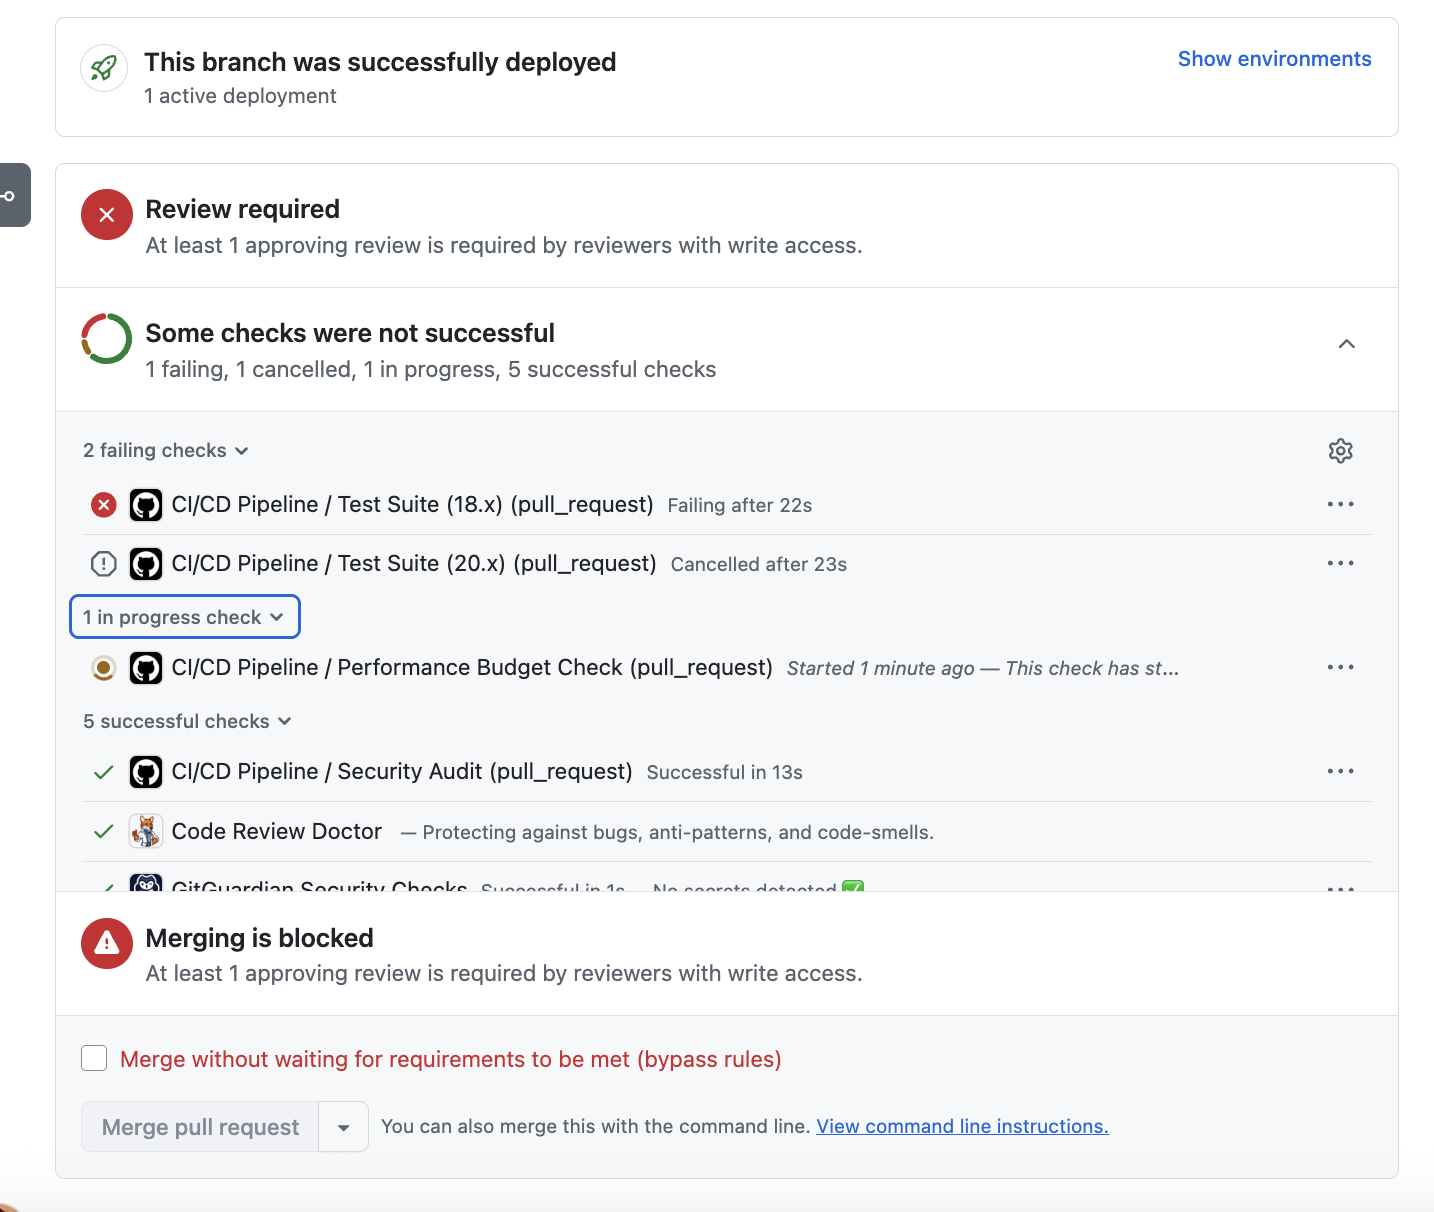 This branch was successfully deployed
Show environments
1 active deployment
Review required
At least 1 approving review is required by reviewers with write access.
Some checks were not successful
1 failing, 1 cancelled, 1 in progress, 5 successful checks
2 failing checks
CI/CD Pipeline / Test Suite (18.x) (pull_request) Failing after 22s
CI/CD Pipeline / Test Suite (20.x) (pull_request) Cancelled after 23s
1 in progress check
CI/CD Pipeline / Performance Budget Check (pull_request) Started 1 minute ago — This check has st...
5 successful checks
CI/CD Pipeline / Security Audit (pull_request) Successful in 13s
Code Review Doctor — Protecting against bugs, anti-patterns, and code-smells.
GitGuardian Security Checks Successful in 1s — No secrets detected ✅
Merging is blocked
At least 1 approving review is required by reviewers with write access.
Merge without waiting for requirements to be met (bypass rules)
Merge pull request
You can also merge this with the command line. View command line instructions.